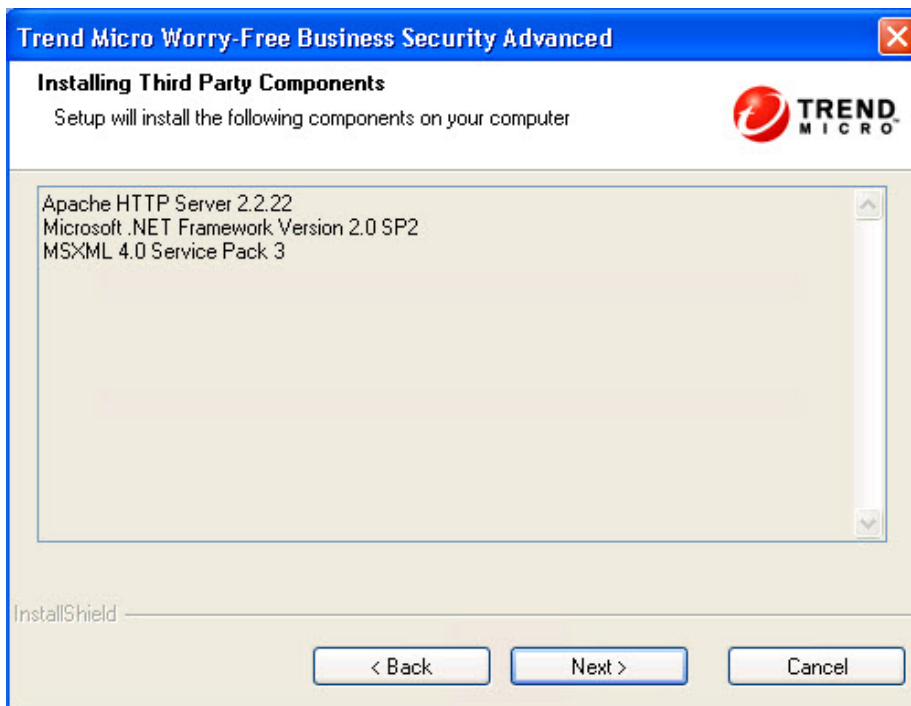 Trend Micro Worry-Free Business Security Advanced
Installing Third Party Components
Setup will install the following components on your computer
TREND
MICRO™
Apache HTTP Server 2.2.22
Microsoft .NET Framework Version 2.0 SP2
MSXML 4.0 Service Pack 3
InstallShield
< Back
Next >
Cancel